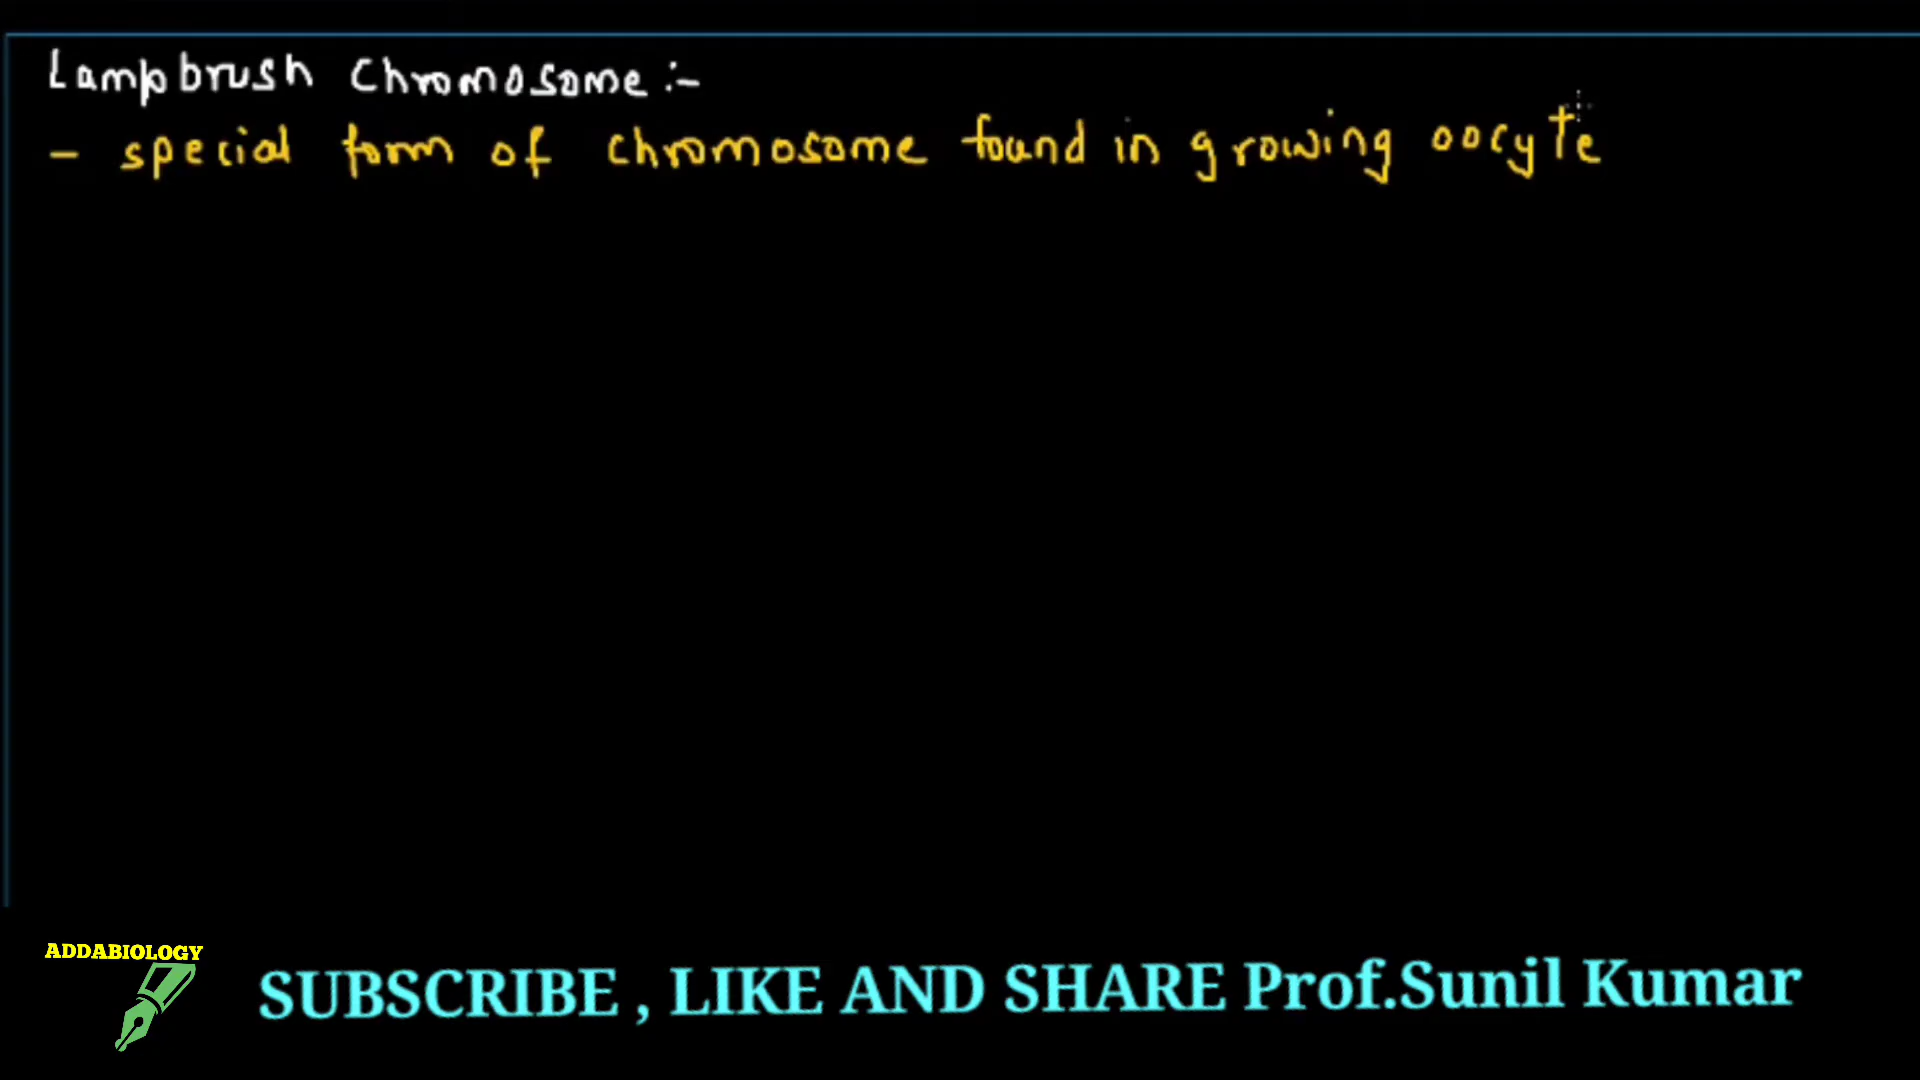 Lampbrush Chromosome :-
- special form of chromosome found in growing oocyte
ADDABIOLOGY
SUBSCRIBE , LIKE AND SHARE Prof.Sunil Kumar